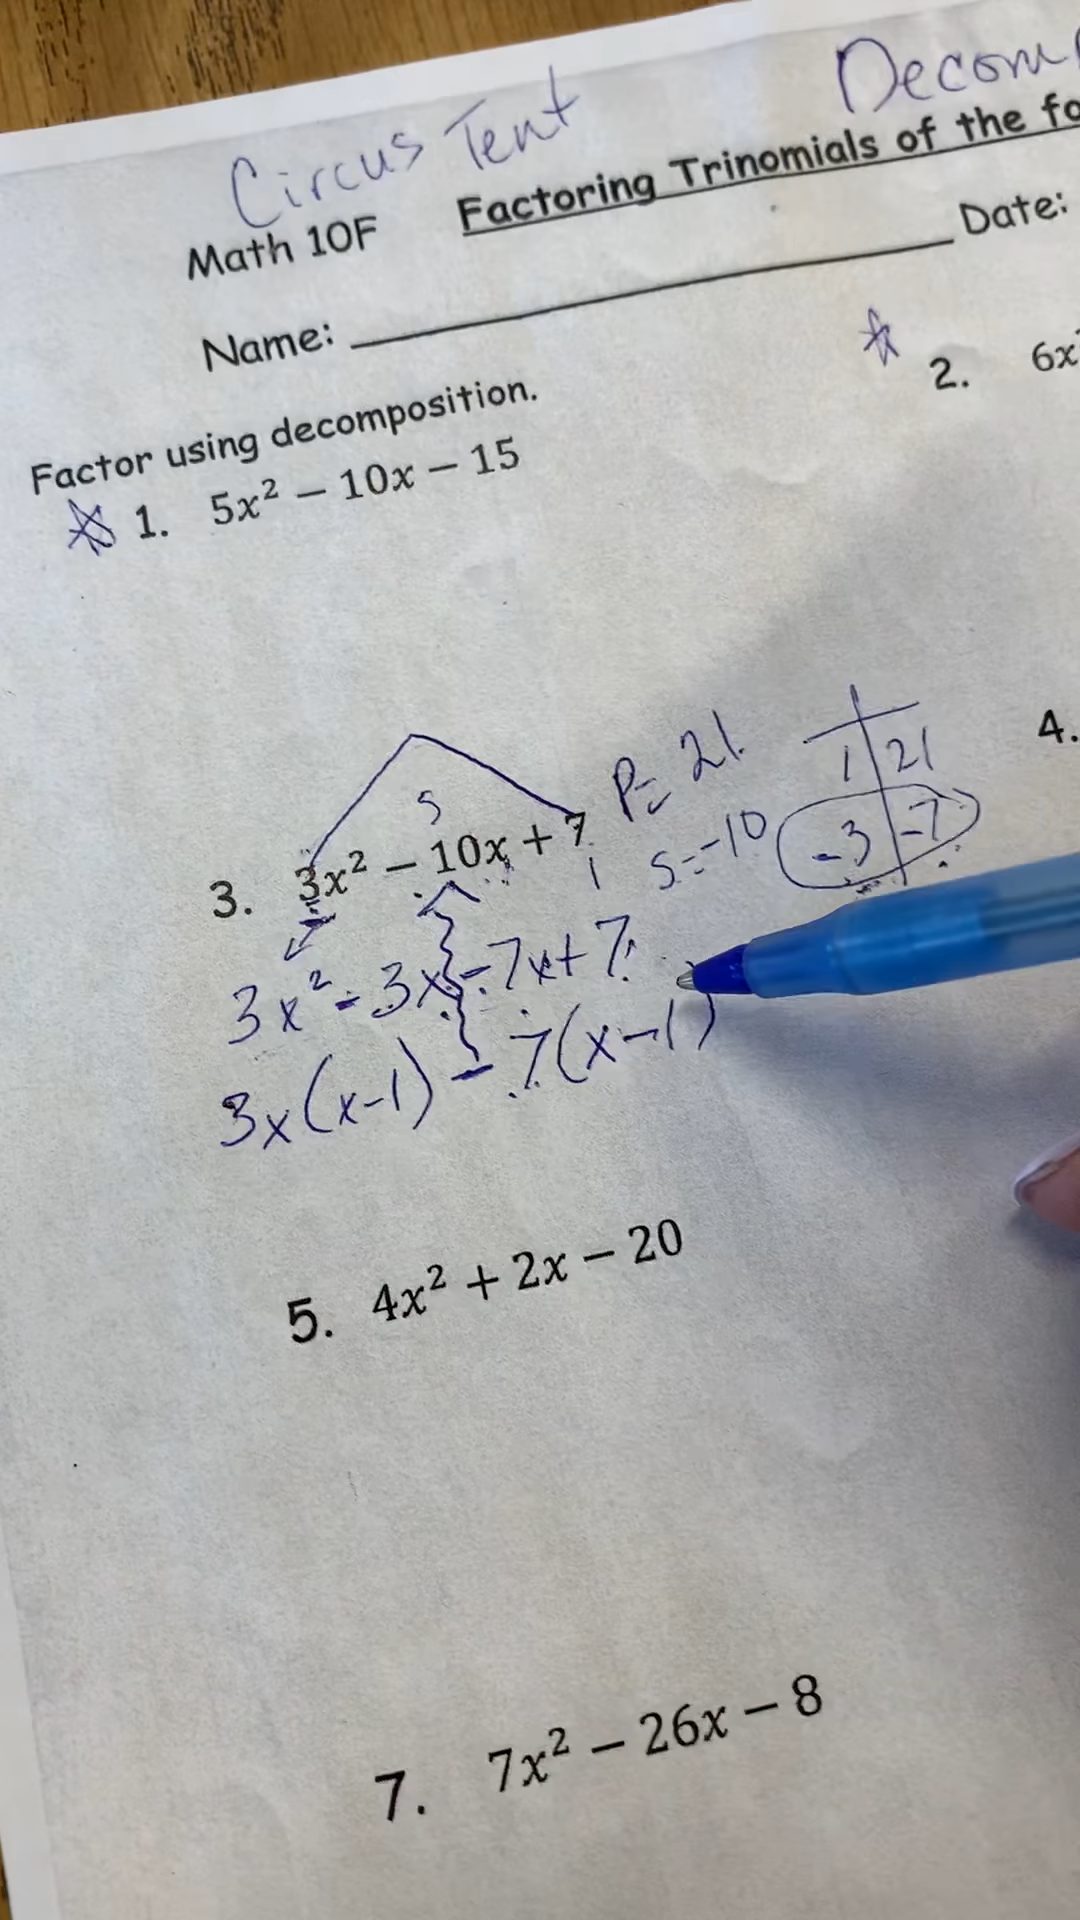 Circus Tent
Decom
Math 10F
Factoring Trinomials of the fo
Name:
Date:
Factor using decomposition.
1. 5x² − 10x − 15
2. 6x
3. 3x² − 10x + 7
S
1
P= 21
S=-10
1 | 21
-3 | -7
3x² - 3x - 7x + 7
3x(x-1) - 7(x-1)
4.
5. 4x² + 2x − 20
7. 7x² − 26x − 8